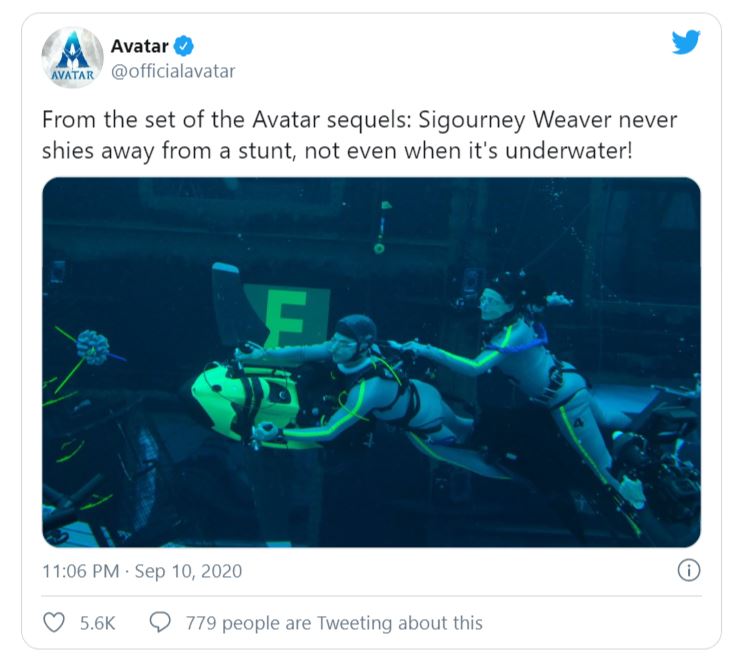 Avatar
@officialavatar
AVATAR
From the set of the Avatar sequels: Sigourney Weaver never
shies away from a stunt, not even when it's underwater!
E
11:06 PM · Sep 10, 2020
5.6K
779 people are Tweeting about this